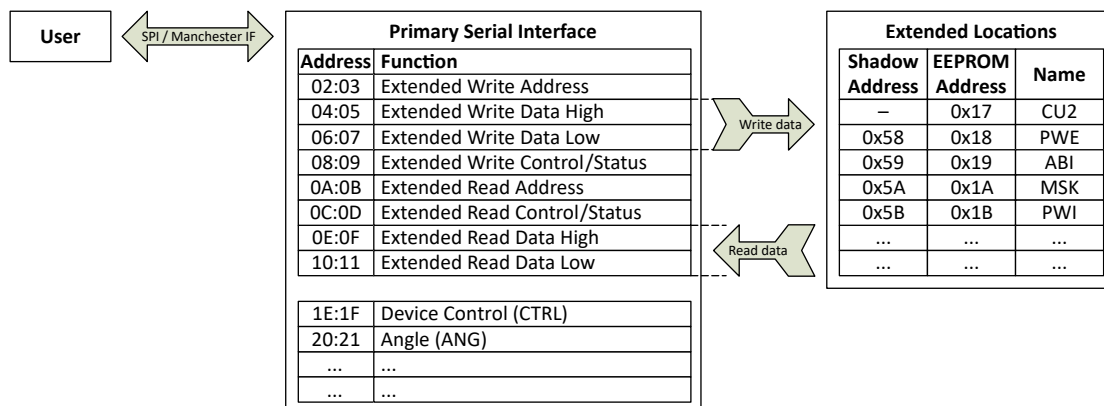 User
SPI / Manchester IF
Primary Serial Interface
Address Function
02:03 Extended Write Address
04:05 Extended Write Data High
06:07 Extended Write Data Low
08:09 Extended Write Control/Status
0A:0B Extended Read Address
0C:0D Extended Read Control/Status
0E:0F Extended Read Data High
10:11 Extended Read Data Low
1E:1F Device Control (CTRL)
20:21 Angle (ANG)
... ...
... ...
Write data
Read data
Extended Locations
Shadow Address EEPROM Address Name
– 0x17 CU2
0x58 0x18 PWE
0x59 0x19 ABI
0x5A 0x1A MSK
0x5B 0x1B PWI
... ... ...
... ... ...